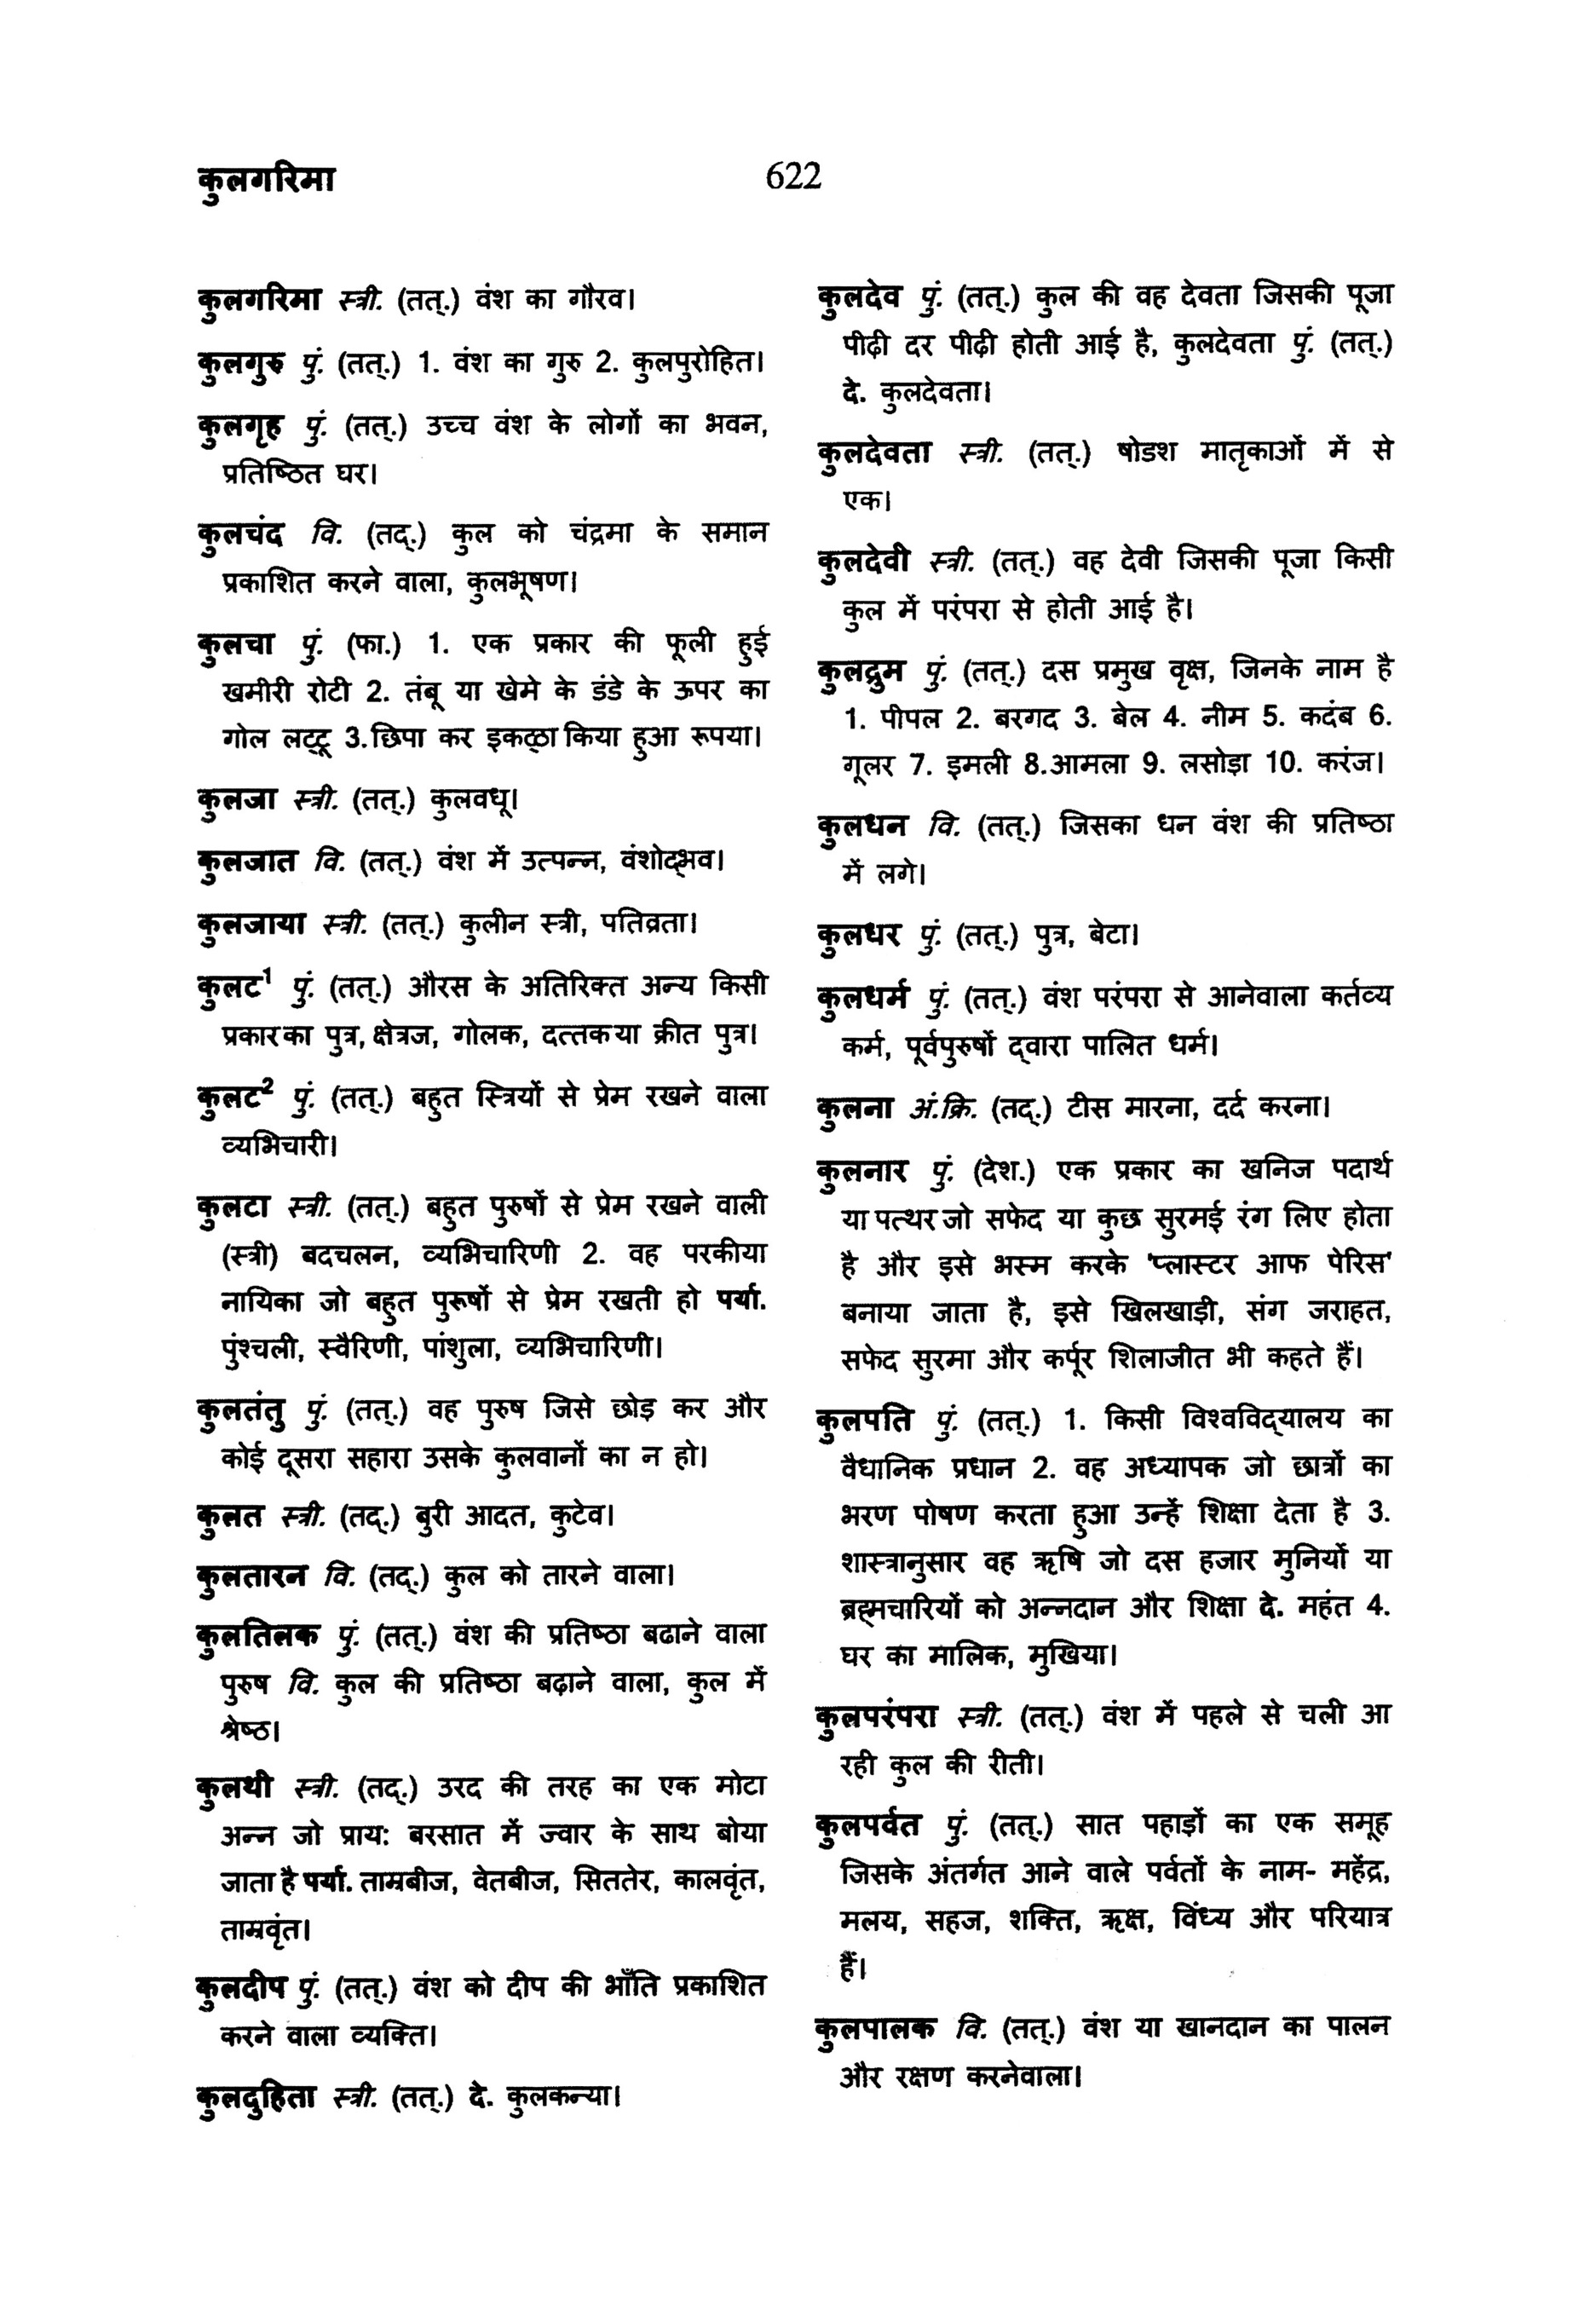 कुलगरिमा
622
कुलगरिमा स्त्री. (तत्.) वंश का गौरव।
कुलगुरु पुं. (तत्.) 1. वंश का गुरु 2. कुलपुरोहित।
कुलगृह पुं. (तत्.) उच्च वंश के लोगों का भवन,
प्रतिष्ठित घर।
कुलचंद वि. (तद्.) कुल को चंद्रमा के समान
प्रकाशित करने वाला, कुलभूषण।
कुलचा पुं. (फा.) 1. एक प्रकार की फूली हुई
खमीरी रोटी 2. तंबू या खेमे के डंडे के ऊपर का
गोल लट्टू 3.छिपा कर इकट्ठा किया हुआ रूपया।
कुलजा स्त्री. (तत्.) कुलवधू।
कुलजात वि. (तत्.) वंश में उत्पन्न, वंशोद्भव।
कुलजाया स्त्री. (तत्.) कुलीन स्त्री, पतिव्रता।
कुलट¹ पुं. (तत्.) औरस के अतिरिक्त अन्य किसी
प्रकार का पुत्र, क्षेत्रज, गोलक, दत्तक या क्रीत पुत्र।
कुलट² पुं. (तत्.) बहुत स्त्रियों से प्रेम रखने वाला
व्यभिचारी।
कुलटा स्त्री. (तत्.) बहुत पुरुषों से प्रेम रखने वाली
(स्त्री) बदचलन, व्यभिचारिणी 2. वह परकीया
नायिका जो बहुत पुरूषों से प्रेम रखती हो पर्या.
पुंश्चली, स्वैरिणी, पांशुला, व्यभिचारिणी।
कुलतंतु पुं. (तत्.) वह पुरुष जिसे छोड़ कर और
कोई दूसरा सहारा उसके कुलवानों का न हो।
कुलत स्त्री. (तद्.) बुरी आदत, कुटेव।
कुलतारन वि. (तद्.) कुल को तारने वाला।
कुलतिलक पुं. (तत्.) वंश की प्रतिष्ठा बढाने वाला
पुरुष वि. कुल की प्रतिष्ठा बढ़ाने वाला, कुल में
श्रेष्ठ।
कुलथी स्त्री. (तद्.) उरद की तरह का एक मोटा
अन्न जो प्राय: बरसात में ज्वार के साथ बोया
जाता है पर्या. ताम्रबीज, वेतबीज, सिततेर, कालवृंत,
ताम्रवृंत।
कुलदीप पुं. (तत्.) वंश को दीप की भाँति प्रकाशित
करने वाला व्यक्ति।
कुलदुहिता स्त्री. (तत्.) दे. कुलकन्या।
कुलदेव पुं. (तत्.) कुल की वह देवता जिसकी पूजा
पीढ़ी दर पीढ़ी होती आई है, कुलदेवता पुं. (तत्.)
दे. कुलदेवता।
कुलदेवता स्त्री. (तत्.) षोडश मातृकाओं में से
एक।
कुलदेवी स्त्री. (तत्.) वह देवी जिसकी पूजा किसी
कुल में परंपरा से होती आई है।
कुलद्रुम पुं. (तत्.) दस प्रमुख वृक्ष, जिनके नाम है
1. पीपल 2. बरगद 3. बेल 4. नीम 5. कदंब 6.
गूलर 7. इमली 8.आमला 9. लसोड़ा 10. करंज।
कुलधन वि. (तत्.) जिसका धन वंश की प्रतिष्ठा
में लगे।
कुलधर पुं. (तत्.) पुत्र, बेटा।
कुलधर्म पुं. (तत्.) वंश परंपरा से आनेवाला कर्तव्य
कर्म, पूर्वपुरुषों द्वारा पालित धर्म।
कुलना अं.क्रि. (तद्.) टीस मारना, दर्द करना।
कुलनार पुं. (देश.) एक प्रकार का खनिज पदार्थ
या पत्थर जो सफेद या कुछ सुरमई रंग लिए होता
है और इसे भस्म करके 'प्लास्टर आफ पेरिस'
बनाया जाता है, इसे खिलखाड़ी, संग जराहत,
सफेद सुरमा और कर्पूर शिलाजीत भी कहते हैं।
कुलपति पुं. (तत्.) 1. किसी विश्वविद्यालय का
वैधानिक प्रधान 2. वह अध्यापक जो छात्रों का
भरण पोषण करता हुआ उन्हें शिक्षा देता है 3.
शास्त्रानुसार वह ऋषि जो दस हजार मुनियों या
ब्रह्मचारियों को अन्नदान और शिक्षा दे. महंत 4.
घर का मालिक, मुखिया।
कुलपरंपरा स्त्री. (तत्.) वंश में पहले से चली आ
रही कुल की रीती।
कुलपर्वत पुं. (तत्.) सात पहाड़ों का एक समूह
जिसके अंतर्गत आने वाले पर्वतों के नाम- महेंद्र,
मलय, सहज, शक्ति, ऋक्ष, विंध्य और परियात्र
हैं।
कुलपालक वि. (तत्.) वंश या खानदान का पालन
और रक्षण करनेवाला।